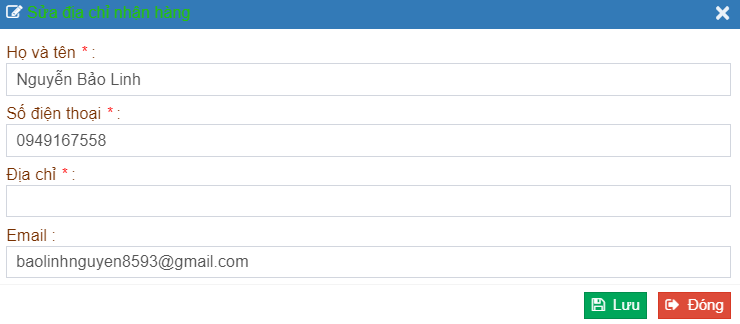 Sửa địa chỉ nhận hàng
Họ và tên * :
Nguyễn Bảo Linh
Số điện thoại * :
0949167558
Địa chỉ * :
Email :
baolinhnguyen8593@gmail.com
Lưu Đóng